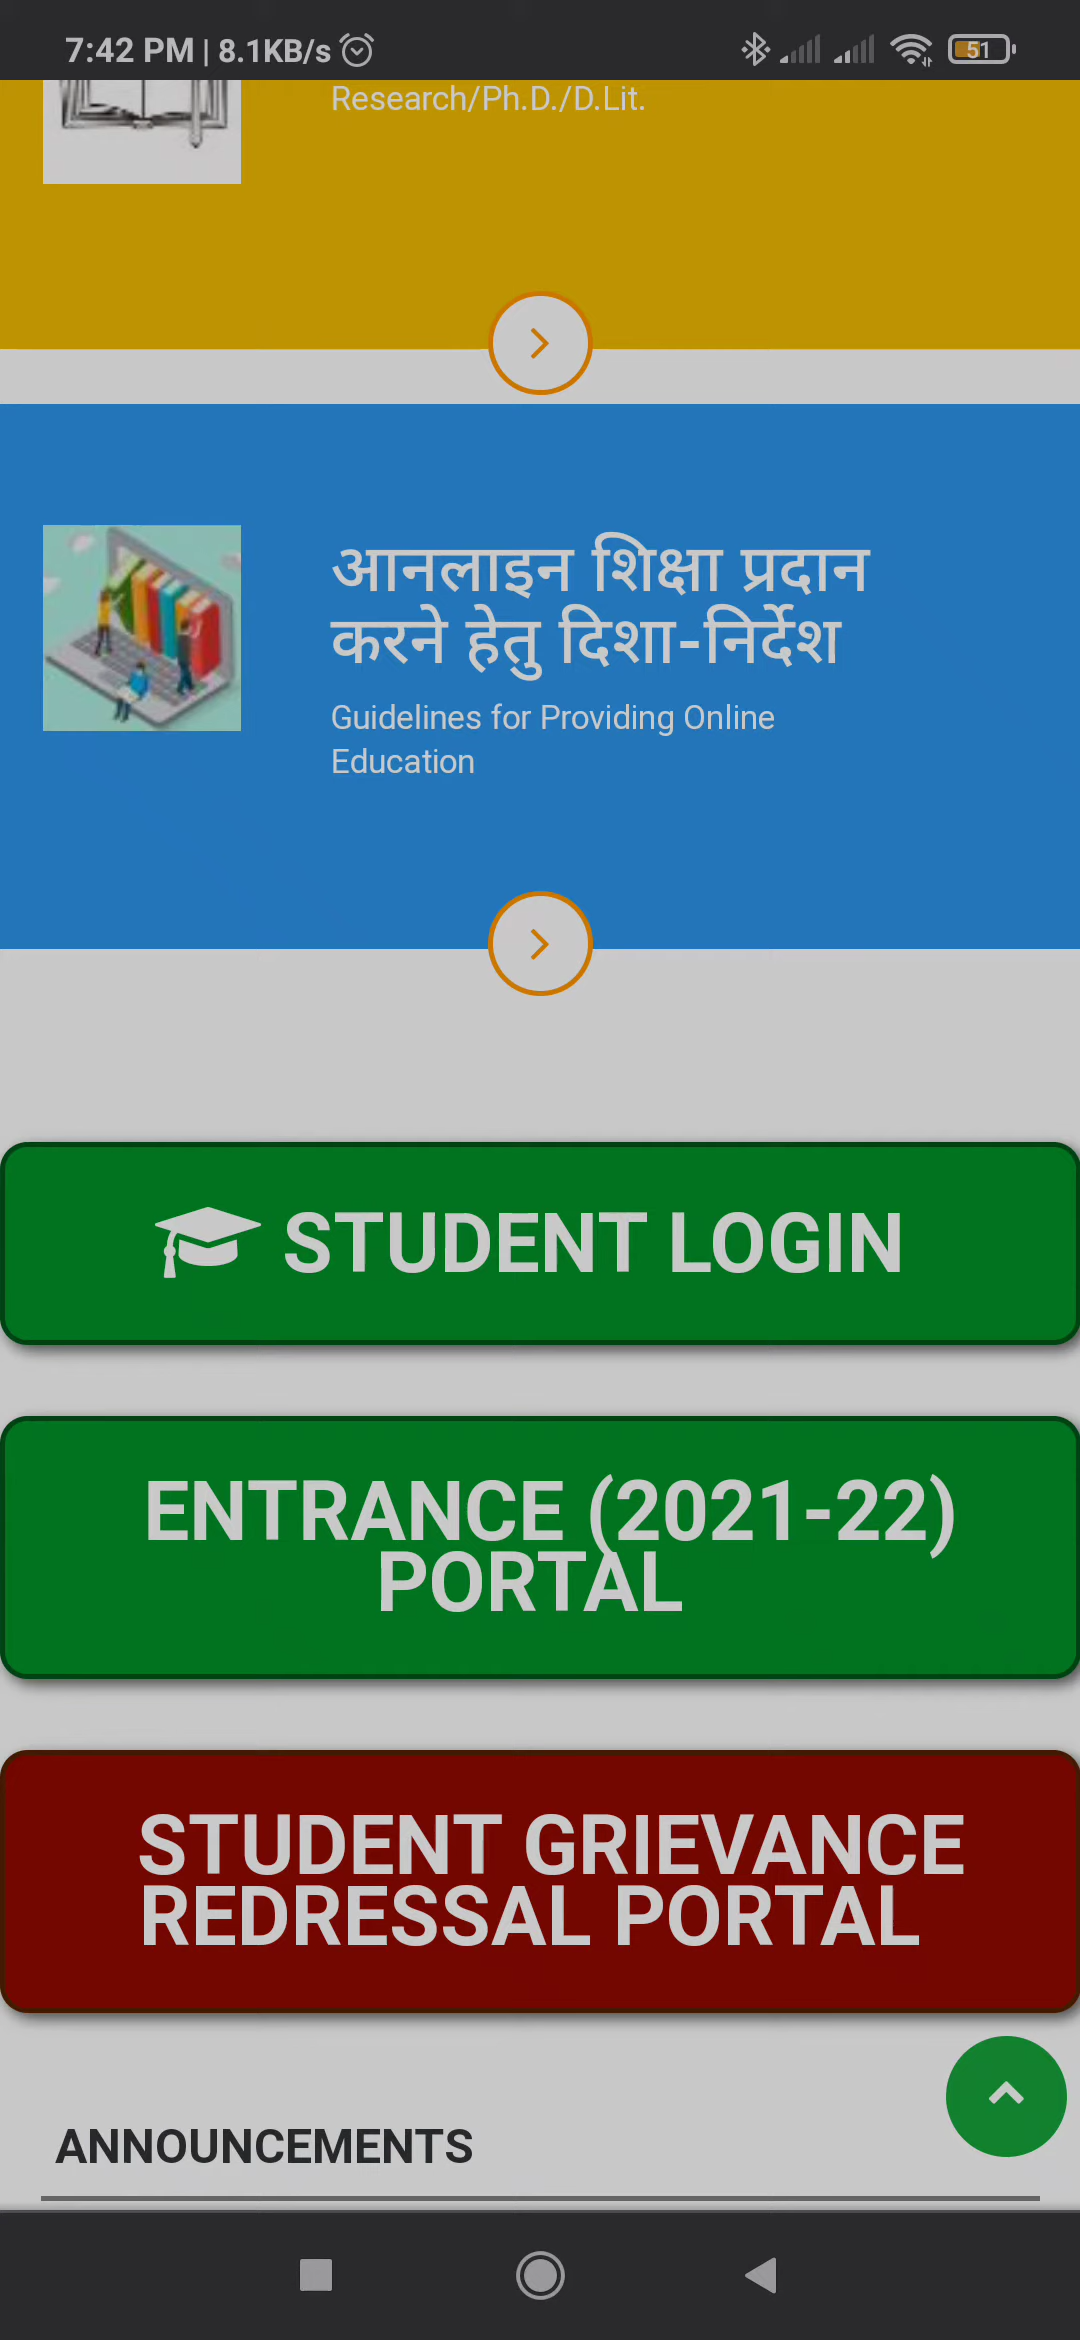 7:42 PM | 8.1KB/s
51
Research/Ph.D./D.Lit.
आनलाइन शिक्षा प्रदान
करने हेतु दिशा-निर्देश
Guidelines for Providing Online
Education
STUDENT LOGIN
ENTRANCE (2021-22)
PORTAL
STUDENT GRIEVANCE
REDRESSAL PORTAL
ANNOUNCEMENTS